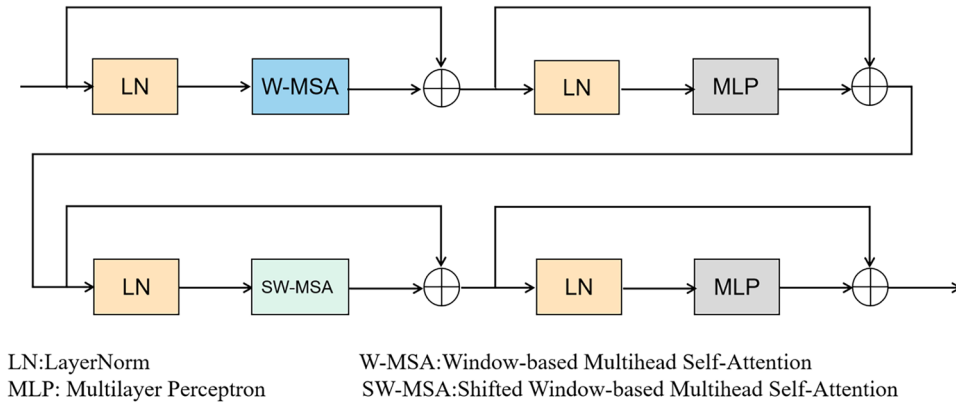 LN
W-MSA
LN
MLP
LN
SW-MSA
LN
MLP
LN:LayerNorm
W-MSA:Window-based Multihead Self-Attention
MLP: Multilayer Perceptron
SW-MSA:Shifted Window-based Multihead Self-Attention